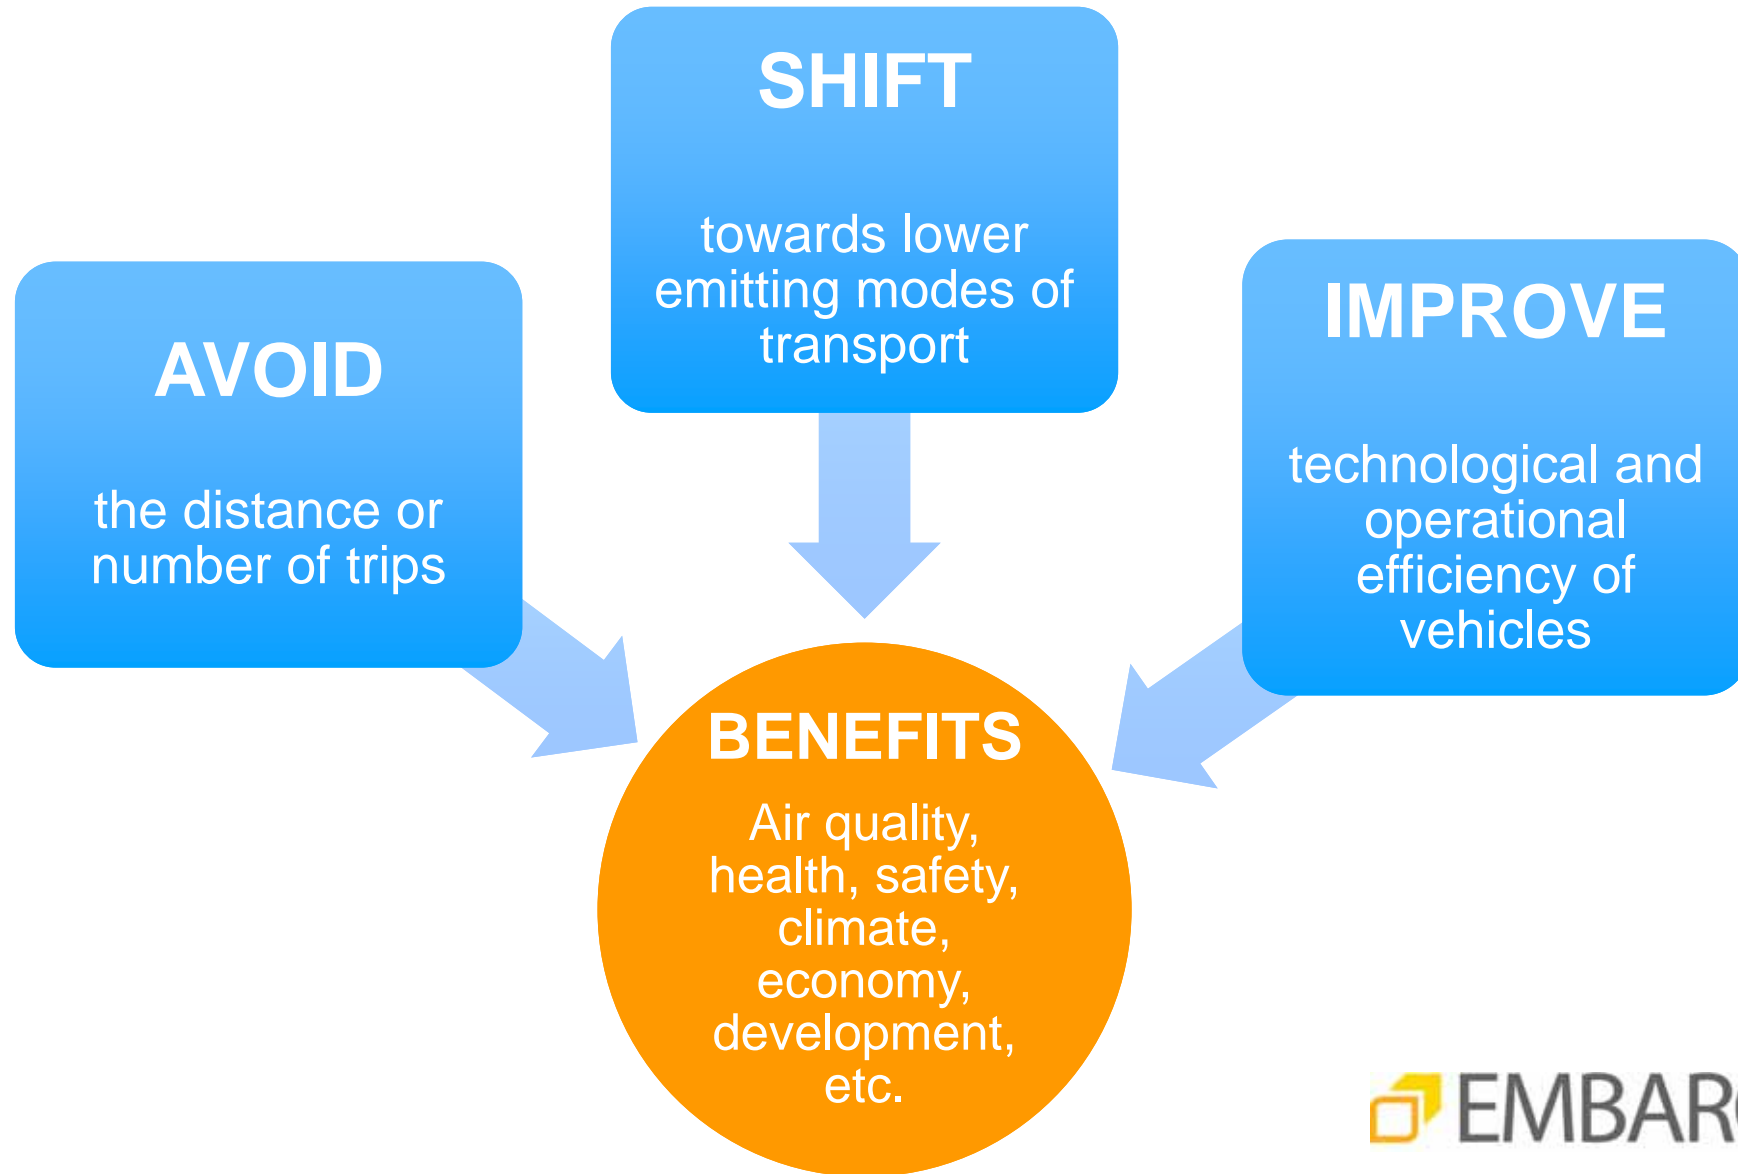 SHIFT
towards lower
emitting modes of
transport
AVOID
the distance or
number of trips
IMPROVE
technological and
operational
efficiency of
vehicles
BENEFITS
Air quality,
health, safety,
climate,
economy,
development,
etc.
EMBARQ